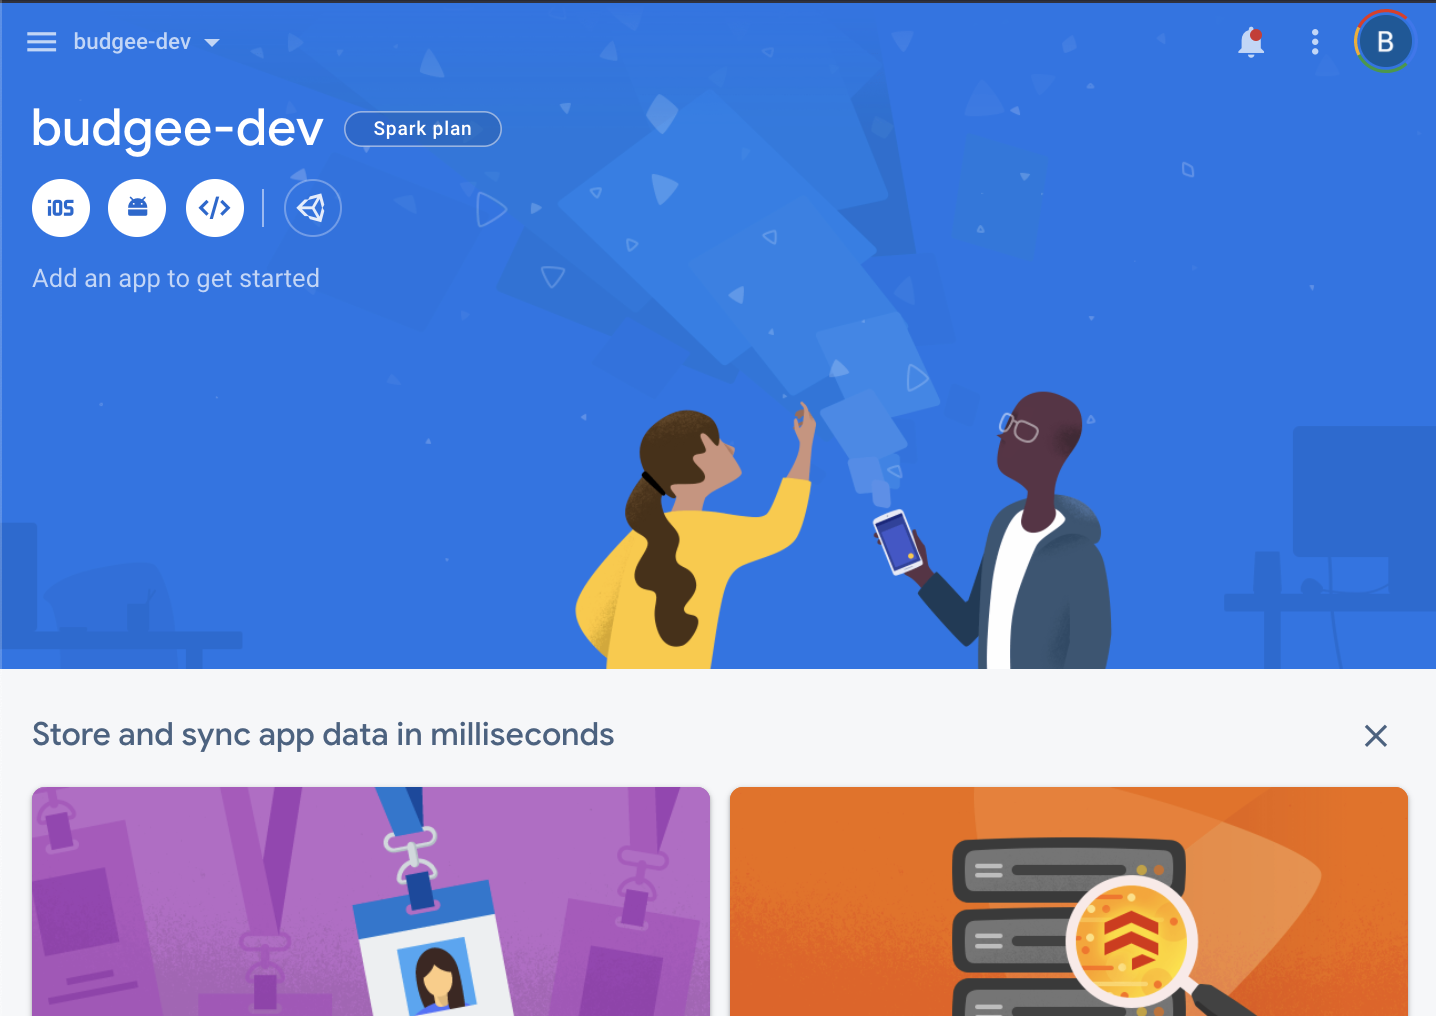 budgee-dev
B
budgee-dev
Spark plan
iOS
Add an app to get started
Store and sync app data in milliseconds